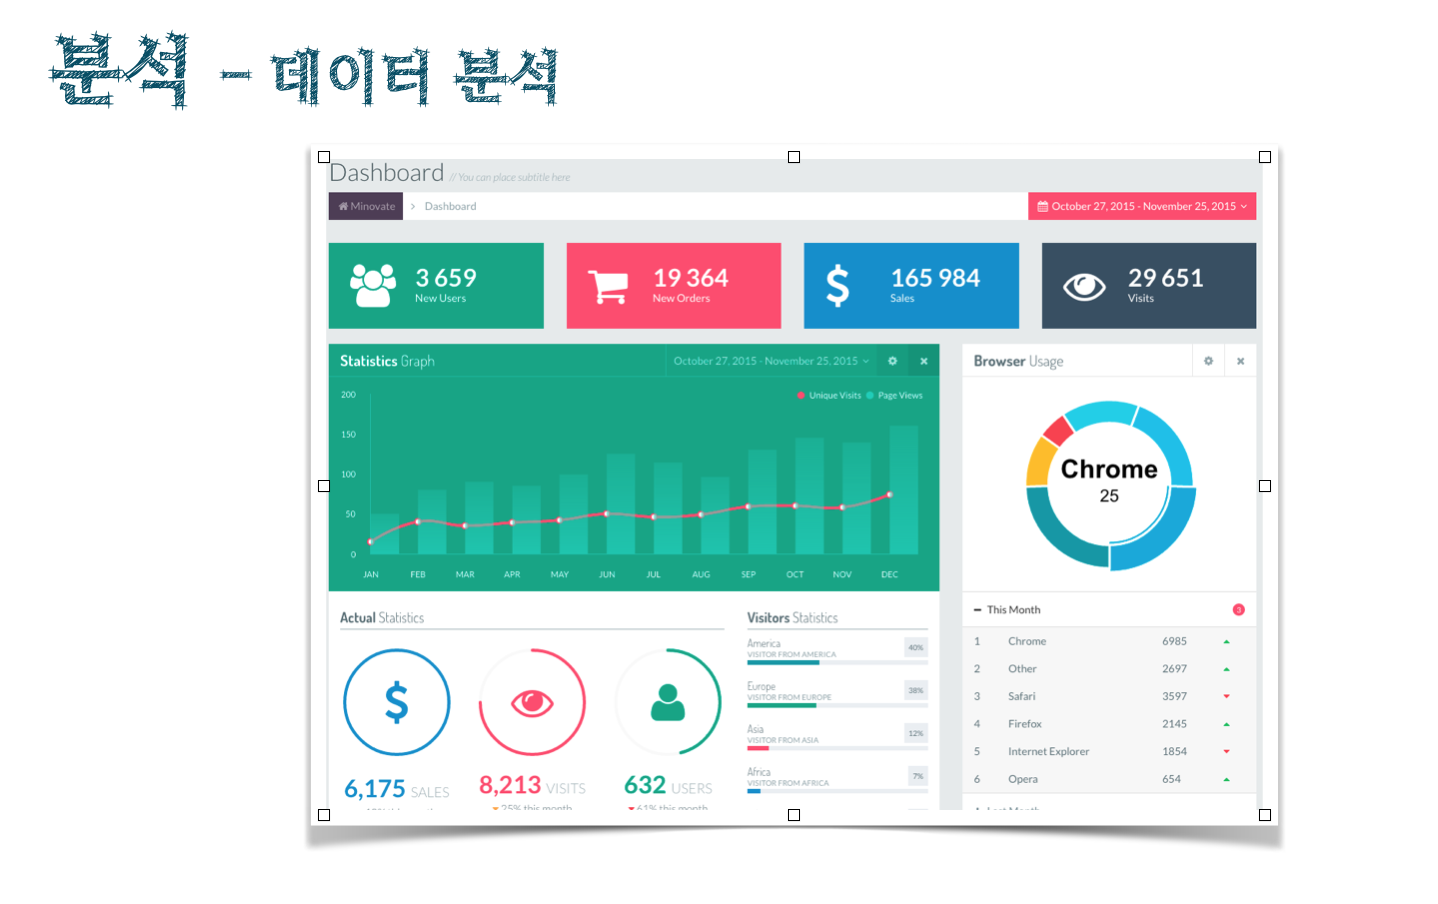 분석 - 데이터 분석
Dashboard // You can place subtitle here
Minovate > Dashboard
October 27, 2015 - November 25, 2015
3 659
New Users
19 364
New Orders
165 984
Sales
29 651
Visits
Statistics Graph
October 27, 2015 - November 25, 2015
Unique Visits Page Views
200
150
100
50
0
JAN FEB MAR APR MAY JUN JUL AUG SEP OCT NOV DEC
Browser Usage
Chrome
25
This Month 3
1 Chrome 6985
2 Other 2697
3 Safari 3597
4 Firefox 2145
5 Internet Explorer 1854
6 Opera 654
Actual Statistics
6,175 SALES
8,213 VISITS
25% this month
632 USERS
61% this month
Visitors Statistics
America
VISITOR FROM AMERICA
40%
Europe
VISITOR FROM EUROPE
38%
Asia
VISITOR FROM ASIA
12%
Africa
VISITOR FROM AFRICA
7%